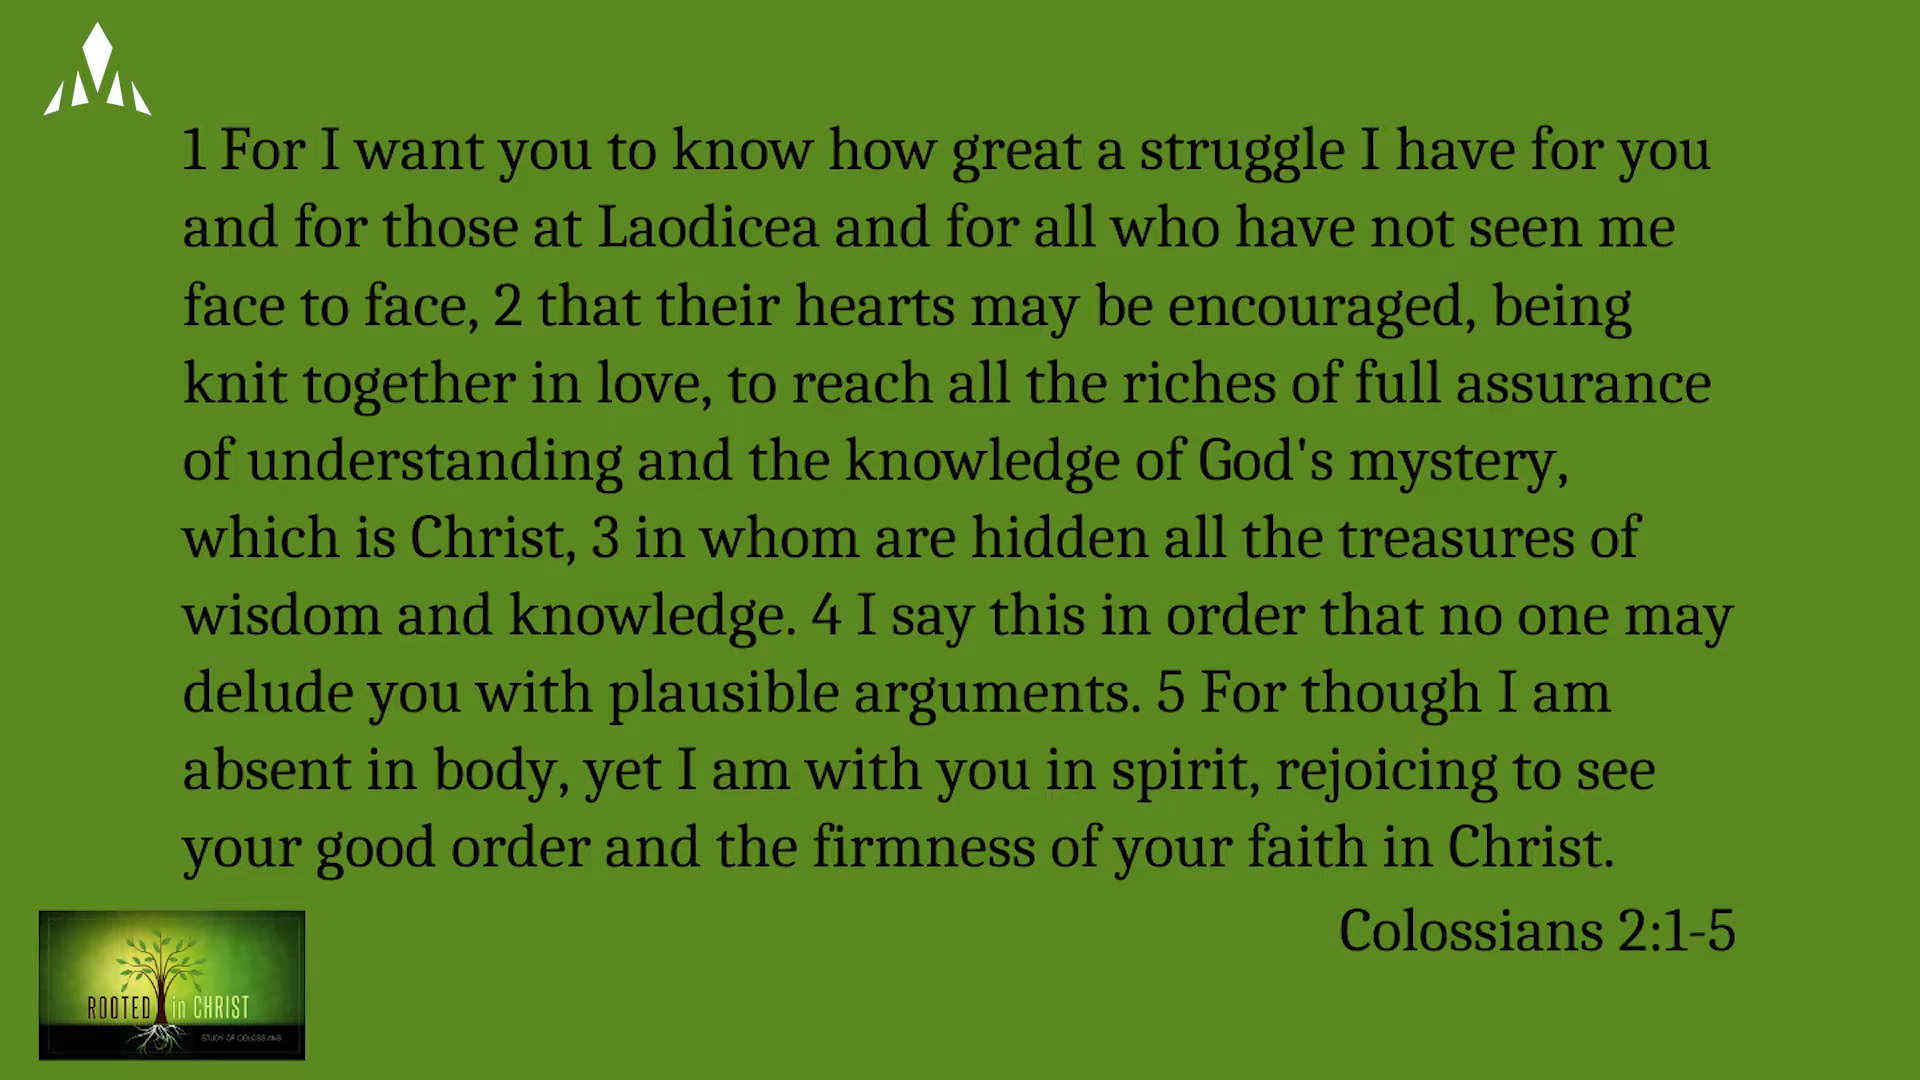 1 For I want you to know how great a struggle I have for you
and for those at Laodicea and for all who have not seen me
face to face, 2 that their hearts may be encouraged, being
knit together in love, to reach all the riches of full assurance
of understanding and the knowledge of God's mystery,
which is Christ, 3 in whom are hidden all the treasures of
wisdom and knowledge. 4 I say this in order that no one may
delude you with plausible arguments. 5 For though I am
absent in body, yet I am with you in spirit, rejoicing to see
your good order and the firmness of your faith in Christ.
Colossians 2:1-5
ROOTED in CHRIST
STUDY OF COLOSSIANS